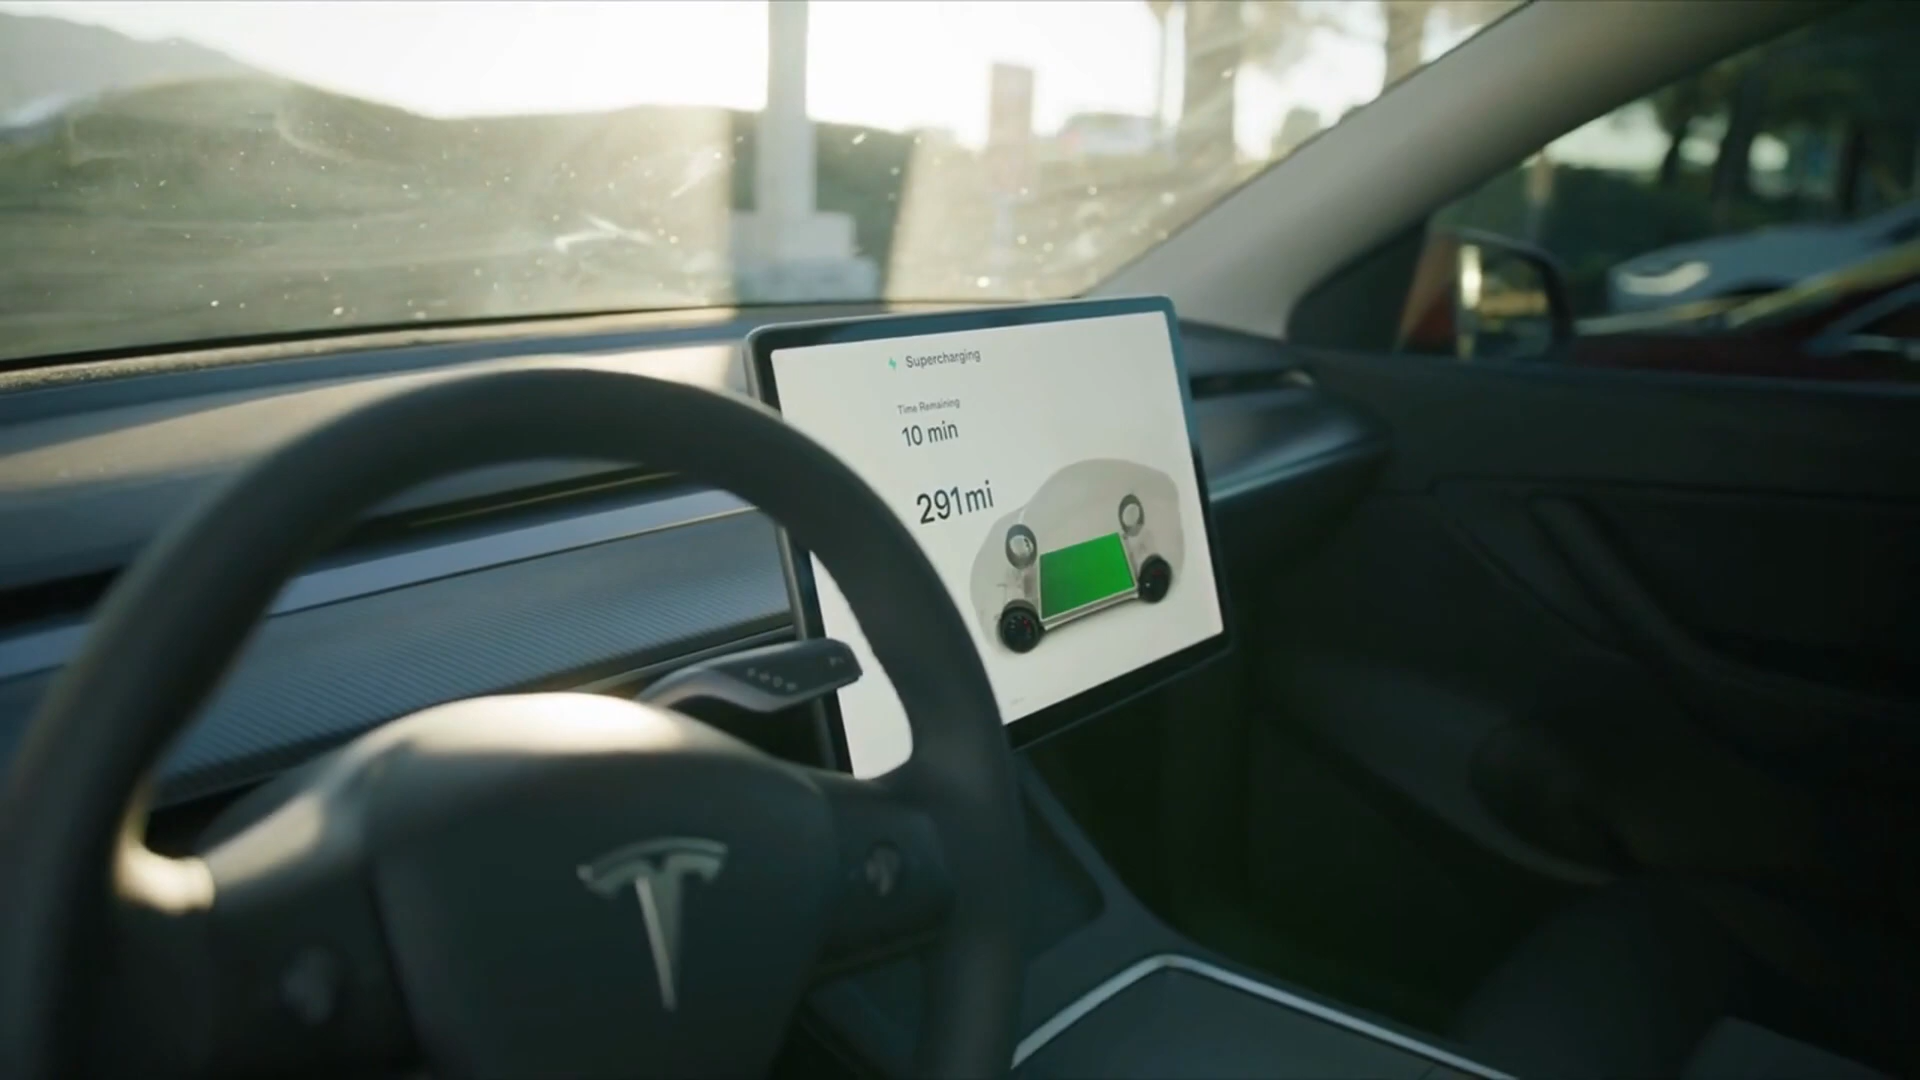 Supercharging
Time Remaining
10 min
291mi